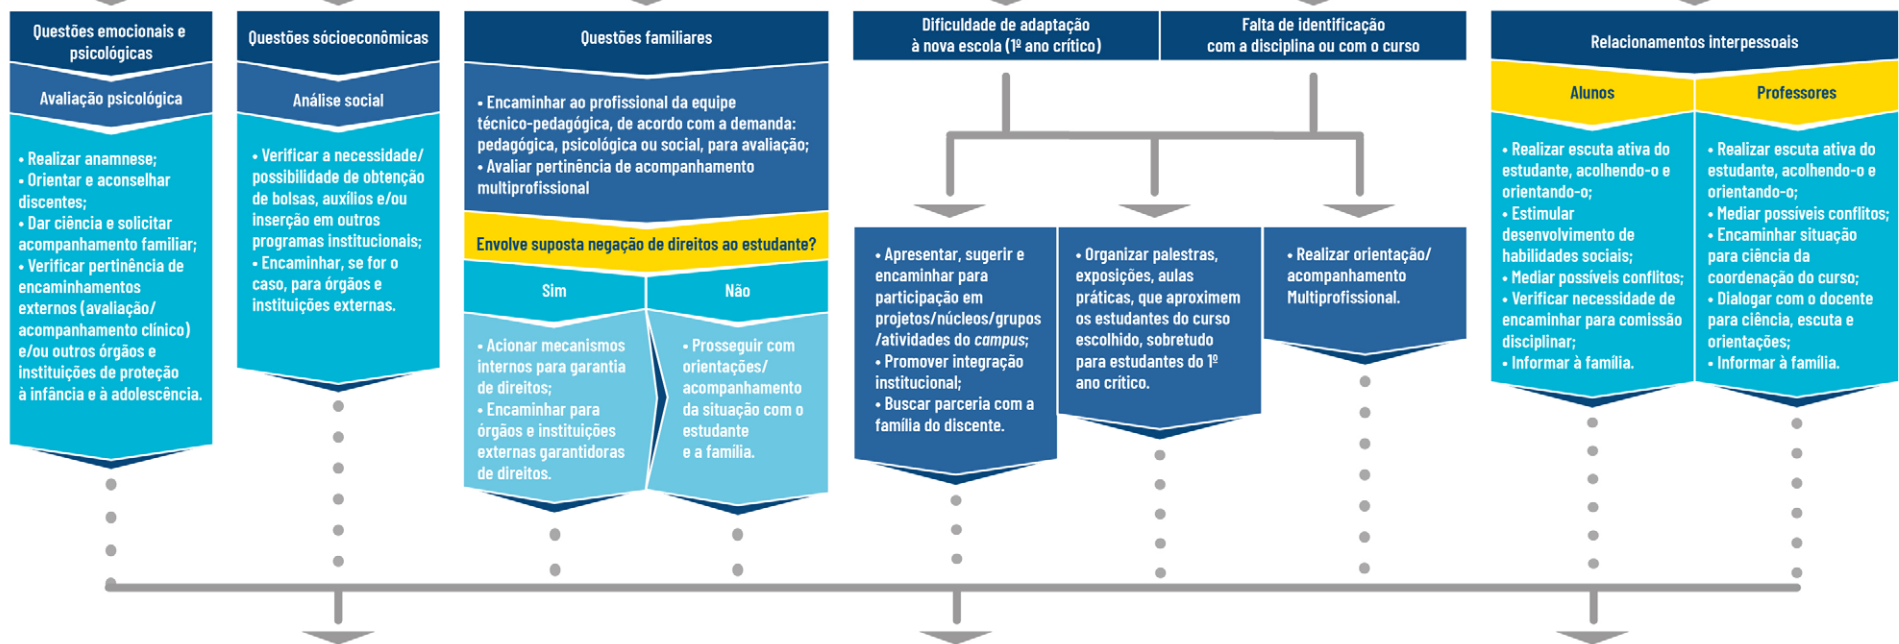 Questões emocionais e
psicológicas
Avaliação psicológica
• Realizar anamnese;
• Orientar e aconselhar
discentes;
• Dar ciência e solicitar
acompanhamento familiar;
• Verificar pertinência de
encaminhamentos
externos (avaliação/
acompanhamento clínico)
e/ou outros órgãos e
instituições de proteção
à infância e à adolescência.
Questões sócioeconômicas
Análise social
• Verificar a necessidade/
possibilidade de obtenção
de bolsas, auxílios e/ou
inserção em outros
programas institucionais;
• Encaminhar, se for o
caso, para órgãos e
instituições externas.
Questões familiares
• Encaminhar ao profissional da equipe
técnico-pedagógica, de acordo com a demanda:
pedagógica, psicológica ou social, para avaliação;
• Avaliar pertinência de acompanhamento
multiprofissional
Envolve suposta negação de direitos ao estudante?
Sim
• Acionar mecanismos
internos para garantia
de direitos;
• Encaminhar para
órgãos e instituições
externas garantidoras
de direitos.
Não
• Prosseguir com
orientações/
acompanhamento
da situação com o
estudante
e a família.
Dificuldade de adaptação
à nova escola (1º ano crítico)
Falta de identificação
com a disciplina ou com o curso
• Apresentar, sugerir e
encaminhar para
participação em
projetos/núcleos/grupos
/atividades do campus;
• Promover integração
institucional;
• Buscar parceria com a
família do discente.
• Organizar palestras,
exposições, aulas
práticas, que aproximem
os estudantes do curso
escolhido, sobretudo
para estudantes do 1º
ano crítico.
• Realizar orientação/
acompanhamento
Multiprofissional.
Relacionamentos interpessoais
Alunos
• Realizar escuta ativa do
estudante, acolhendo-o e
orientando-o;
• Estimular
desenvolvimento de
habilidades sociais;
• Mediar possíveis conflitos;
• Verificar necessidade de
encaminhar para comissão
disciplinar;
• Informar à família.
Professores
• Realizar escuta ativa do
estudante, acolhendo-o e
orientando-o;
• Mediar possíveis conflitos;
• Encaminhar situação
para ciência da
coordenação do curso;
• Dialogar com o docente
para ciência, escuta e
orientações;
• Informar à família.